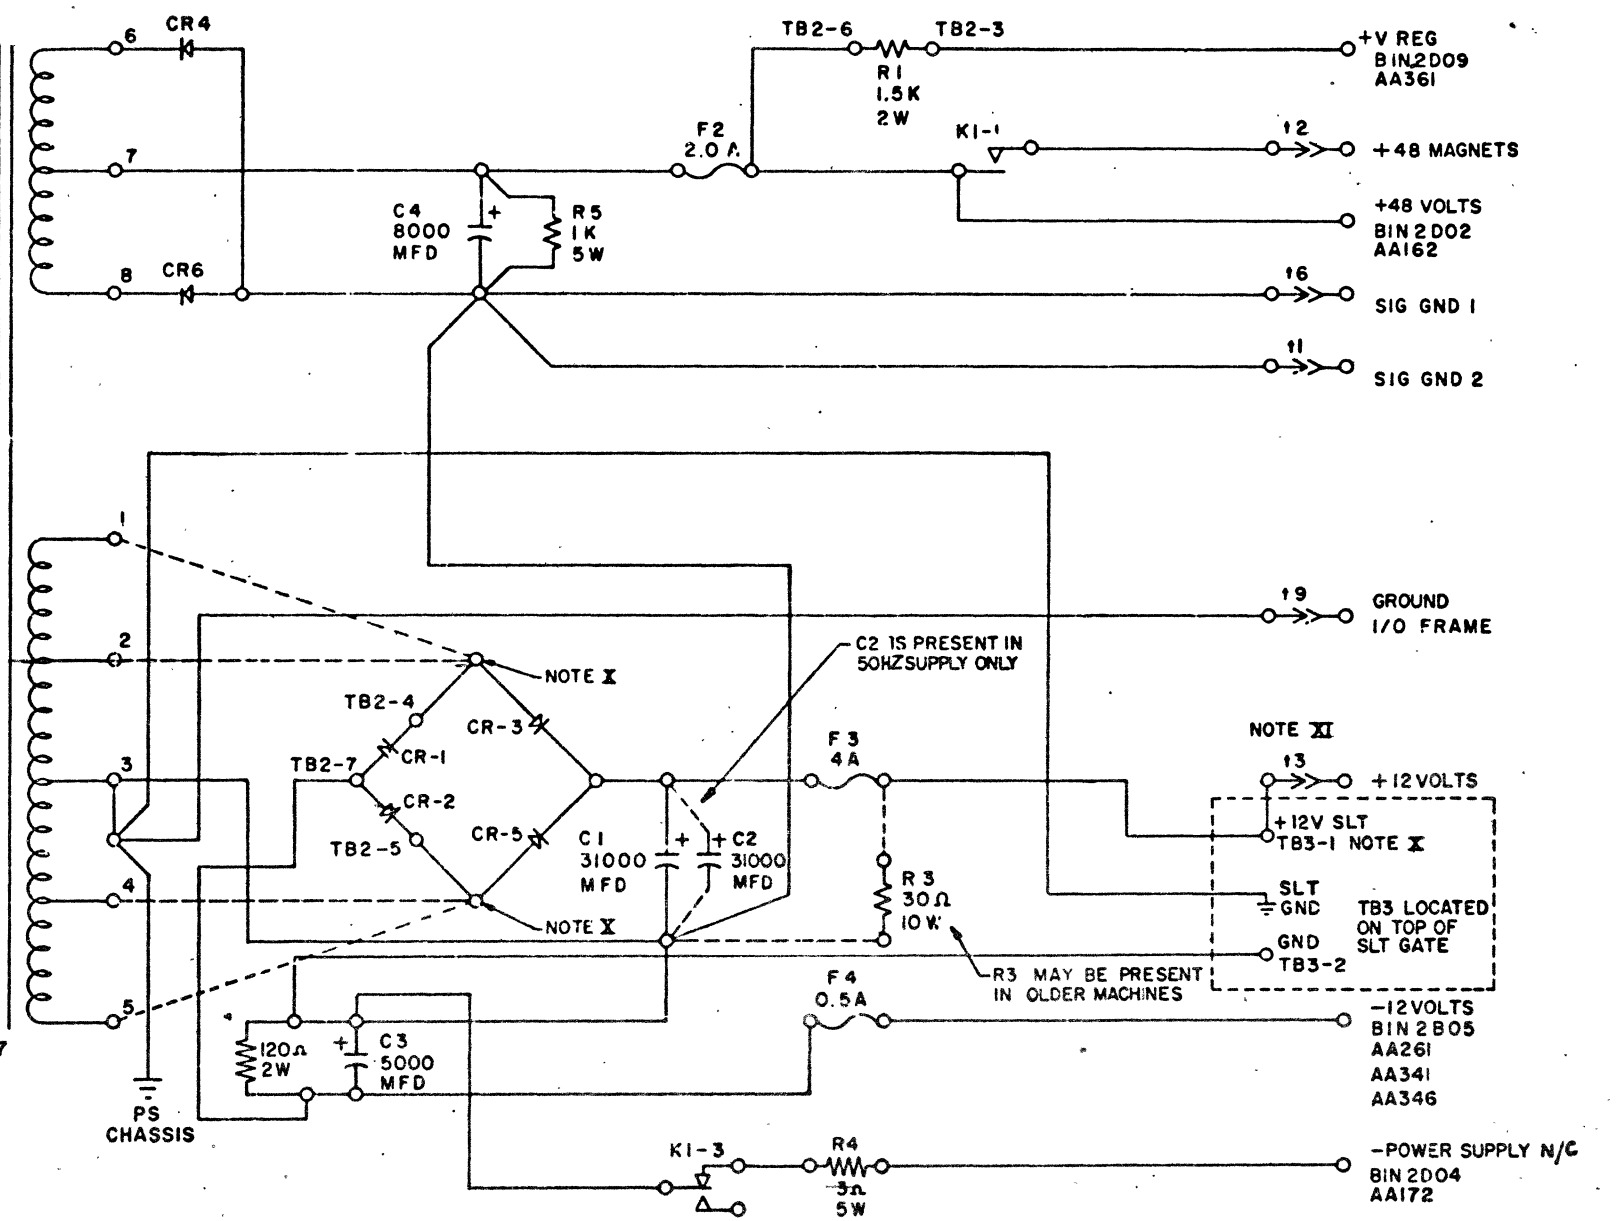 6
CR4
TB2-6
TB2-3
+V REG
BIN 2D09
AA361
R1
1.5K
2W
F2
2.0 A
K1-1
t2
+48 MAGNETS
7
C4
8000
MFD
+
R5
1K
5W
+48 VOLTS
BIN 2D02
AA162
8
CR6
t6
SIG GND 1
t1
SIG GND 2
1
t9
GROUND
I/O FRAME
2
C2 IS PRESENT IN
50HZ SUPPLY ONLY
NOTE X
TB2-4
CR-3
CR-1
F3
4A
NOTE XI
3
TB2-7
t3
+12 VOLTS
CR-2
CR-5
TB2-5
C1
31000
MFD
+
+
C2
31000
MFD
+12V SLT
TB3-1 NOTE X
4
R3
30Ω
10W
SLT
GND
TB3 LOCATED
ON TOP OF
SLT GATE
NOTE X
GND
TB3-2
R3 MAY BE PRESENT
IN OLDER MACHINES
5
F4
0.5A
-12 VOLTS
BIN 2B05
AA261
AA341
AA346
7
120Ω
2W
+
C3
5000
MFD
PS
CHASSIS
K1-3
R4
3Ω
5W
-POWER SUPPLY N/C
BIN 2D04
AA172